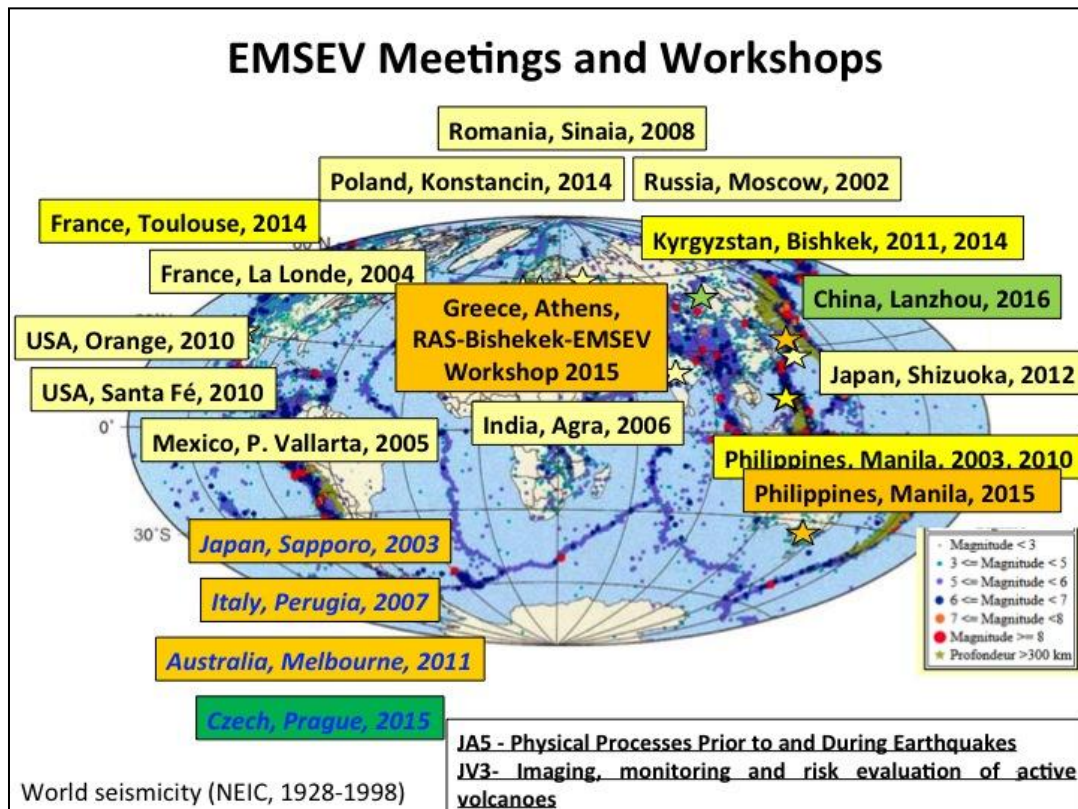 EMSEV Meetings and Workshops
Romania, Sinaia, 2008
Poland, Konstancin, 2014
Russia, Moscow, 2002
France, Toulouse, 2014
Kyrgyzstan, Bishkek, 2011, 2014
France, La Londe, 2004
China, Lanzhou, 2016
Greece, Athens,
RAS-Bishekek-EMSEV
Workshop 2015
USA, Orange, 2010
Japan, Shizuoka, 2012
USA, Santa Fé, 2010
India, Agra, 2006
0°
Mexico, P. Vallarta, 2005
Philippines, Manila, 2003, 2010
Philippines, Manila, 2015
30°S
Japan, Sapporo, 2003
Italy, Perugia, 2007
Australia, Melbourne, 2011
Czech, Prague, 2015
Magnitude < 3
3 <= Magnitude < 5
5 <= Magnitude < 6
6 <= Magnitude < 7
7 <= Magnitude <8
Magnitude >= 8
Profondeur >300 km
JA5 - Physical Processes Prior to and During Earthquakes
JV3- Imaging, monitoring and risk evaluation of active
volcanoes
World seismicity (NEIC, 1928-1998)